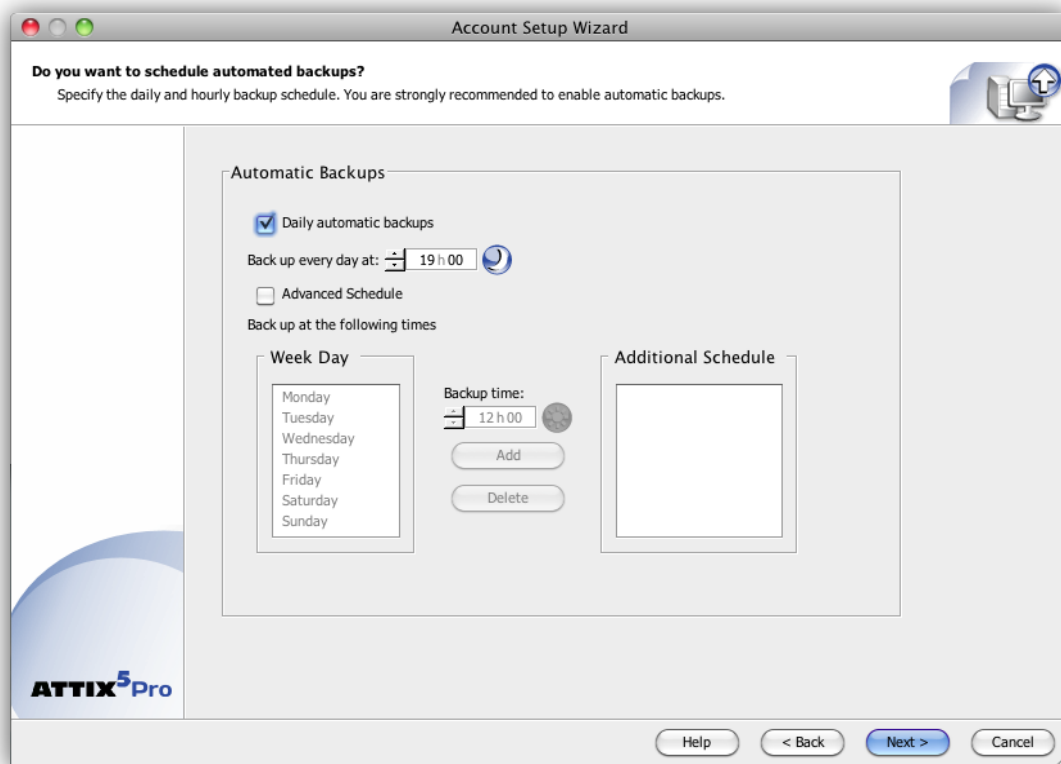 Account Setup Wizard
Do you want to schedule automated backups?
Specify the daily and hourly backup schedule. You are strongly recommended to enable automatic backups.
Automatic Backups
Daily automatic backups
Back up every day at: 19 h 00
Advanced Schedule
Back up at the following times
Week Day
Monday
Tuesday
Wednesday
Thursday
Friday
Saturday
Sunday
Backup time:
12 h 00
Add
Delete
Additional Schedule
ATTIX5Pro
Help
< Back
Next >
Cancel